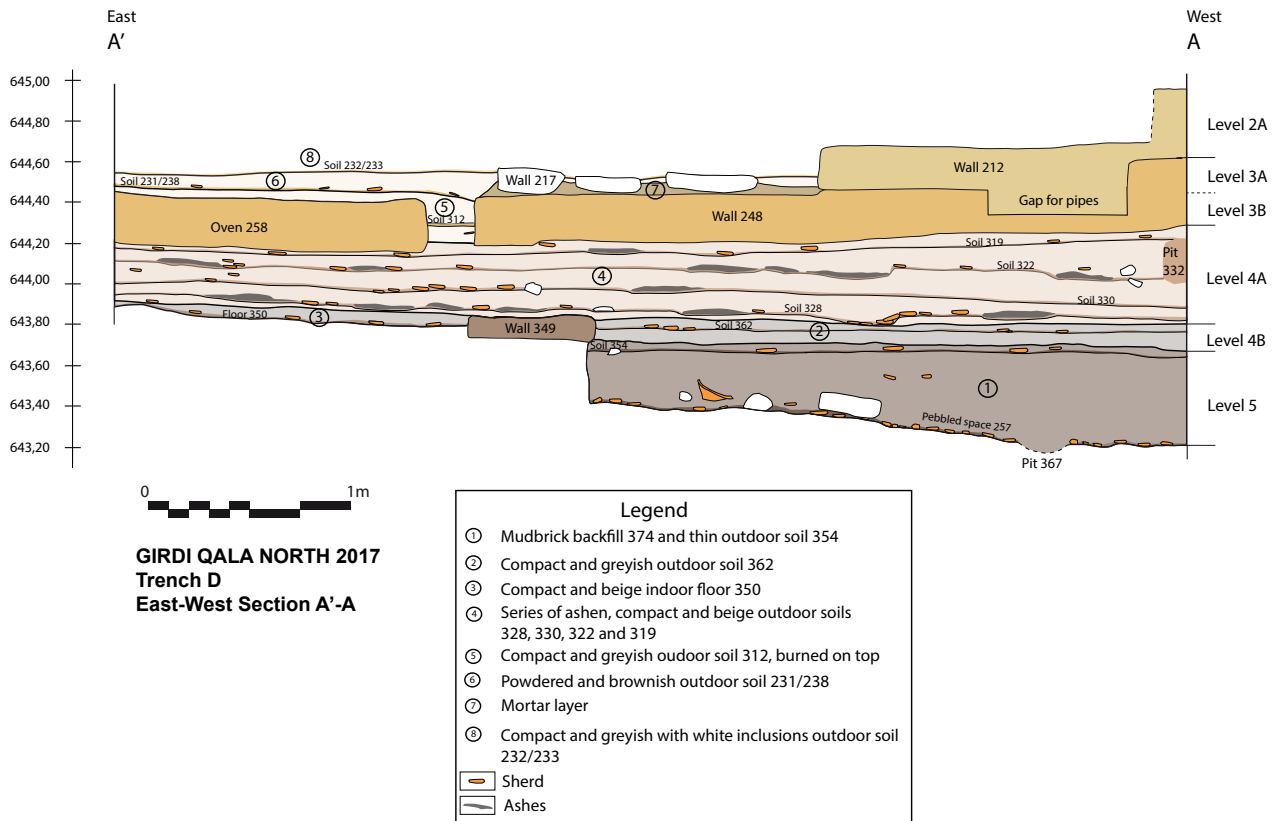 East
A'
West
A
645,00
644,80
644,60
644,40
644,20
644,00
643,80
643,60
643,40
643,20
Level 2A
Level 3A
Level 3B
Level 4A
Level 4B
Level 5
8
Soil 232/233
Soil 231/238
6
Wall 217
7
Wall 212
5
Soil 312
Oven 258
Wall 248
Gap for pipes
Soil 319
4
Soil 322
Pit
332
Soil 330
Soil 328
Floor 350
3
Wall 349
Soil 362
2
Soil 354
1
Pebbled space 257
Pit 367
0
1m
GIRDI QALA NORTH 2017
Trench D
East-West Section A'-A
Legend
1 Mudbrick backfill 374 and thin outdoor soil 354
2 Compact and greyish outdoor soil 362
3 Compact and beige indoor floor 350
4 Series of ashen, compact and beige outdoor soils
328, 330, 322 and 319
5 Compact and greyish oudoor soil 312, burned on top
6 Powdered and brownish outdoor soil 231/238
7 Mortar layer
8 Compact and greyish with white inclusions outdoor soil
232/233
Sherd
Ashes